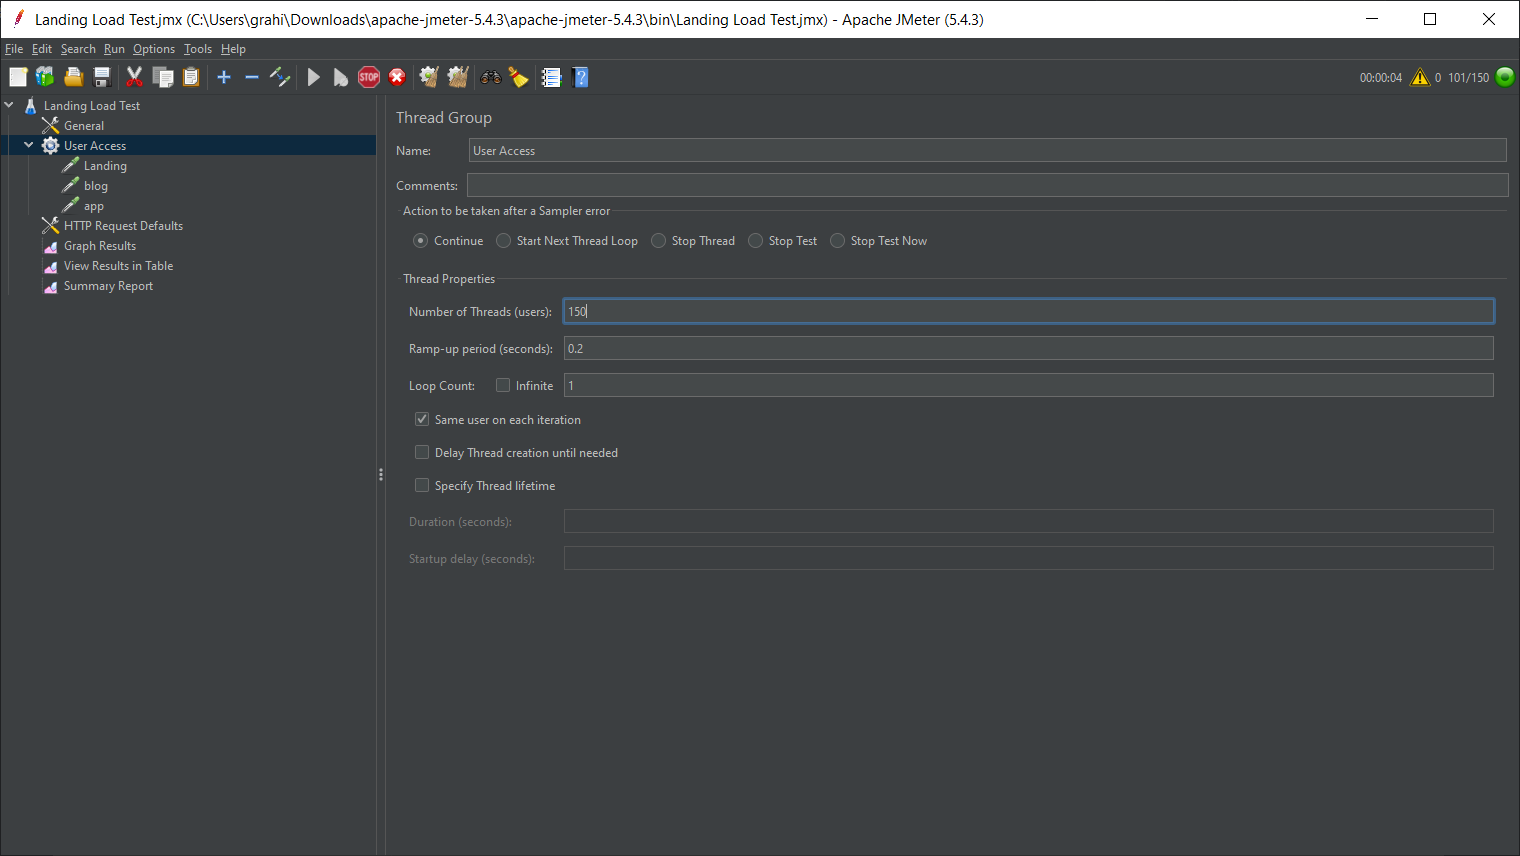 Landing Load Test.jmx (C:\Users\grahi\Downloads\apache-jmeter-5.4.3\apache-jmeter-5.4.3\bin\Landing Load Test.jmx) - Apache JMeter (5.4.3)
File Edit Search Run Options Tools Help
STOP ? 00:00:04 0 101/150
Landing Load Test
General
User Access
Landing
blog
app
HTTP Request Defaults
Graph Results
View Results in Table
Summary Report
Thread Group
Name: User Access
Comments:
Action to be taken after a Sampler error
Continue Start Next Thread Loop Stop Thread Stop Test Stop Test Now
Thread Properties
Number of Threads (users): 150
Ramp-up period (seconds): 0.2
Loop Count: Infinite 1
Same user on each iteration
Delay Thread creation until needed
Specify Thread lifetime
Duration (seconds):
Startup delay (seconds):